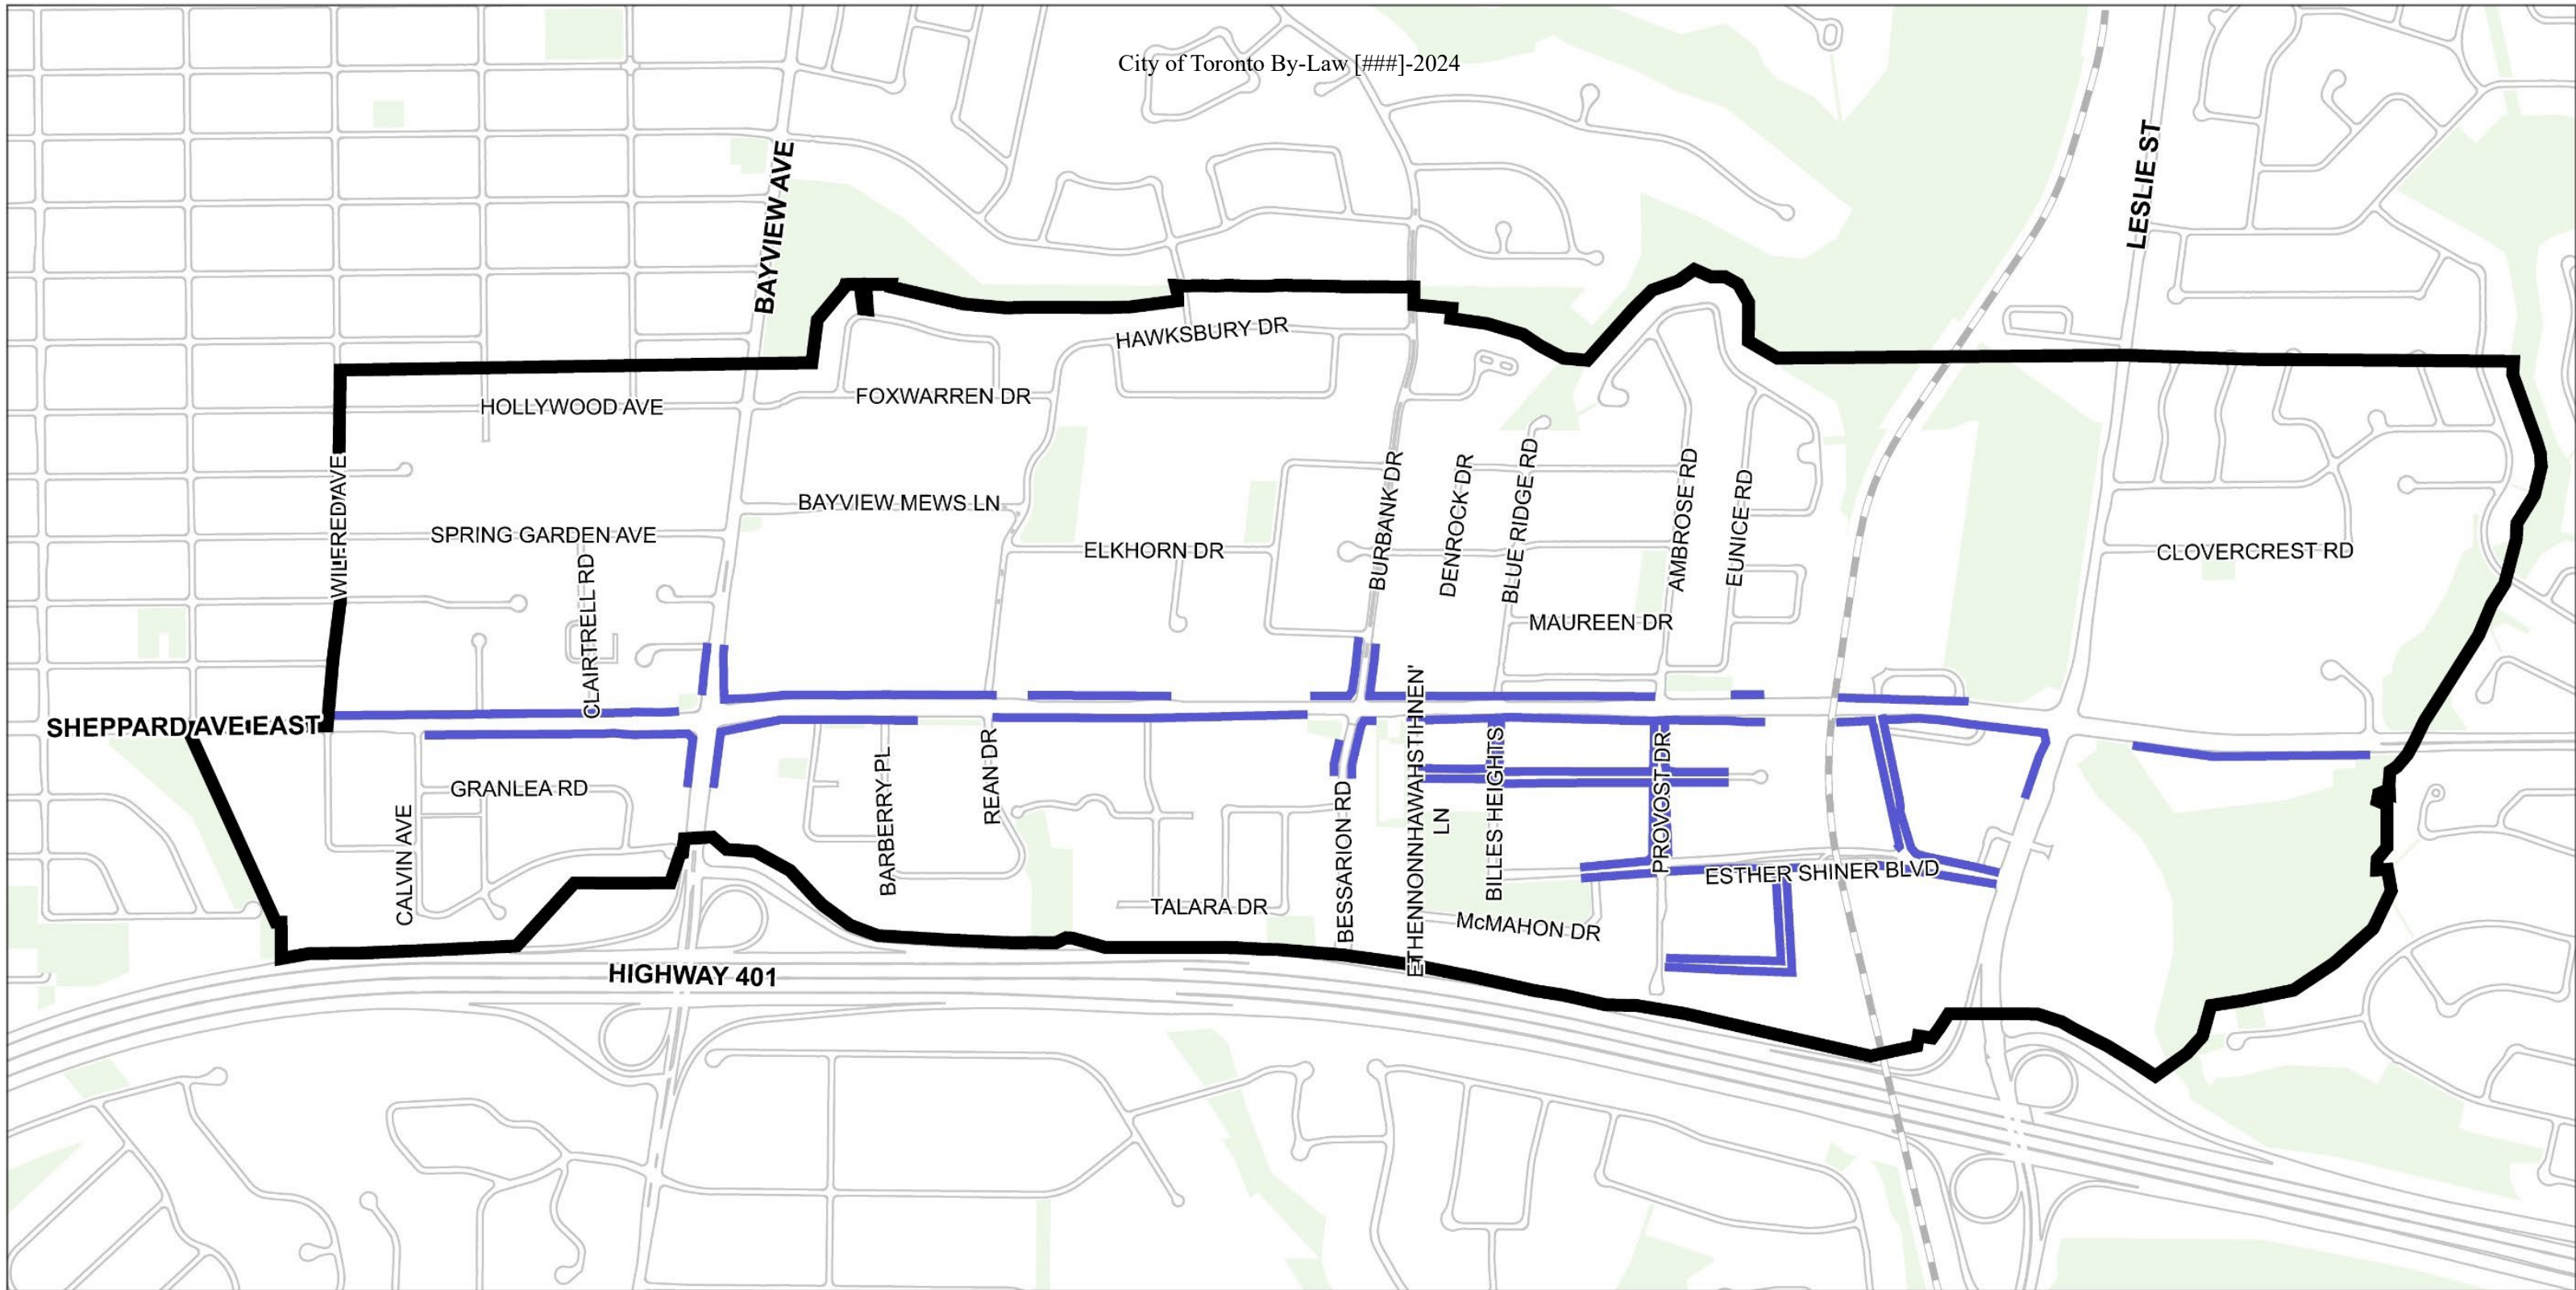 City of Toronto By-Law [###]-2024
BAYVIEW AVE
LESLIE ST
HAWKSBURY DR
FOXWARREN DR
HOLLYWOOD AVE
WILFRED AVE
BAYVIEW MEWS LN
SPRING GARDEN AVE
ELKHORN DR
BURBANK DR
DENROCK DR
BLUE RIDGE RD
AMBROSE RD
EUNICE RD
CLOVERCREST RD
CLAIRTRELL RD
MAUREEN DR
SHEPPARD AVE EAST
GRANLEA RD
CALVIN AVE
BARBERRY PL
REAN DR
BESSARION RD
ETHENNONNHAWAHSTIHNEN'
LN
BILLES HEIGHTS
PROVOST DR
ESTHER SHINER BLVD
TALARA DR
McMAHON DR
HIGHWAY 401